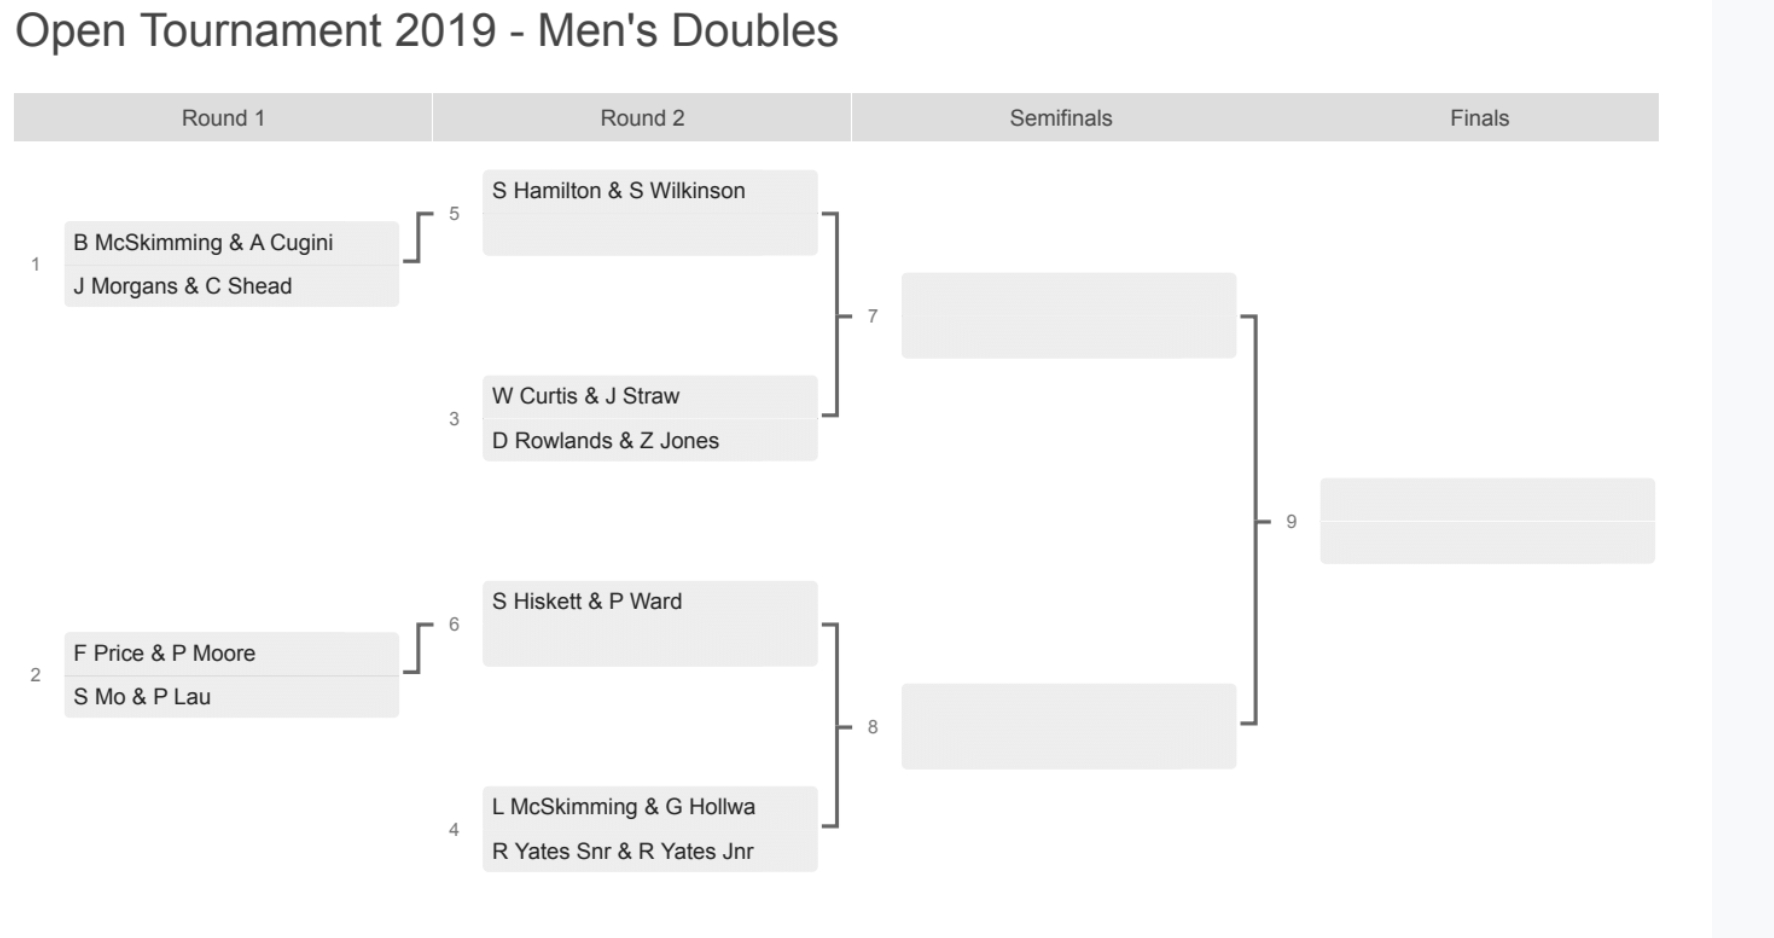 Open Tournament 2019 - Men's Doubles
Round 1
Round 2
Semifinals
Finals
1
B McSkimming & A Cugini
J Morgans & C Shead
2
F Price & P Moore
S Mo & P Lau
5
S Hamilton & S Wilkinson
3
W Curtis & J Straw
D Rowlands & Z Jones
6
S Hiskett & P Ward
4
L McSkimming & G Hollwa
R Yates Snr & R Yates Jnr
7
8
9